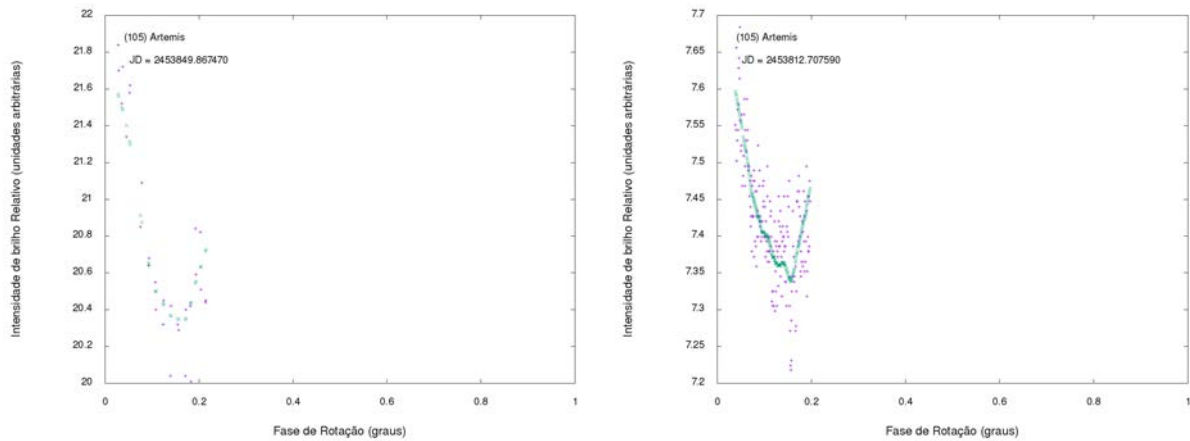 Intensidade de brilho Relativo (unidades arbitrárias)
22
21.8
21.6
21.4
21.2
21
20.8
20.6
20.4
20.2
20
(105) Artemis
JD = 2453849.867470
0 0.2 0.4 0.6 0.8 1
Fase de Rotação (graus)
Intensidade de brilho Relativo (unidades arbitrárias)
7.7
7.65
7.6
7.55
7.5
7.45
7.4
7.35
7.3
7.25
7.2
(105) Artemis
JD = 2453812.707590
0 0.2 0.4 0.6 0.8 1
Fase de Rotação (graus)